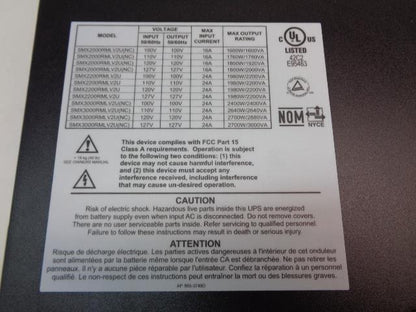 MODEL VOLTAGE MAX INPUT CURRENT MAX OUTPUT RATING
INPUT 50/60Hz OUTPUT 50/60Hz
SMX2000RMLV2U(NC) 100V 100V 16A 1600W/1600VA
SMX2000RMLV2U(NC) 110V 110V 16A 1760W/1760VA
SMX2000RMLV2U(NC) 120V 120V 16A 1800W/1920VA
SMX2000RMLV2U(NC) 127V 127V 16A 1800W/2000VA
SMX2200RMLV2U 100V 100V 24A 1980W/2200VA
SMX2200RMLV2U 110V 110V 24A 1980W/2200VA
SMX2200RMLV2U 120V 120V 24A 1980W/2200VA
SMX2200RMLV2U 127V 127V 24A 1980W/2200VA
SMX3000RMLV2U(NC) 100V 100V 24A 2400W/2400VA
SMX3000RMLV2U(NC) 110V 110V 24A 2640W/2640VA
SMX3000RMLV2U(NC) 120V 120V 24A 2700W/2880VA
SMX3000RMLV2U(NC) 127V 127V 24A 2700W/3000VA
C UL US
LISTED
42C2
E95463
NOM
NYCE
SEE OWNERS MANUAL
This device complies with FCC Part 15
Class A requirements. Operation is subject
to the following two conditions: (1) this
device may not cause harmful interference,
and (2) this device must accept any
interference received, including interference
that may cause un-desired operation.
CAUTION
Risk of electric shock. Hazardous live parts inside this UPS are energized
from battery supply even when input AC is disconnected. Do not remove covers.
There are no user serviceable parts inside. Refer servicing to qualified personnel.
Failure to follow these instructions may result in death or serious injury.
ATTENTION
Risque de décharge électrique. Les parties actives dangereuses à l'intérieur de cet onduleur
sont alimentées par la batterie même lorsque l'entrée CA est débranchée. Ne pas retirer les
panneaux, il n'y a aucune pièce réparable par l'utilisateur. Confiez la réparation à un personnel
qualifié. Le non-respect de ces instructions peut entraîner la mort ou des blessures graves.